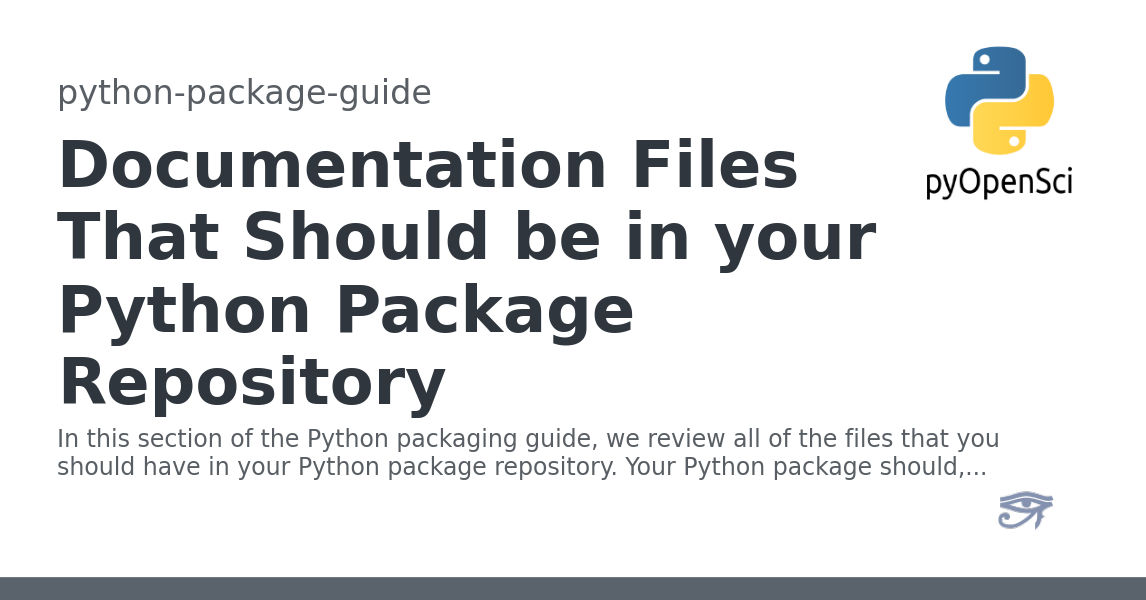 python-package-guide
Documentation Files
That Should be in your
Python Package
Repository
pyOpenSci
In this section of the Python packaging guide, we review all of the files that you
should have in your Python package repository. Your Python package should,...